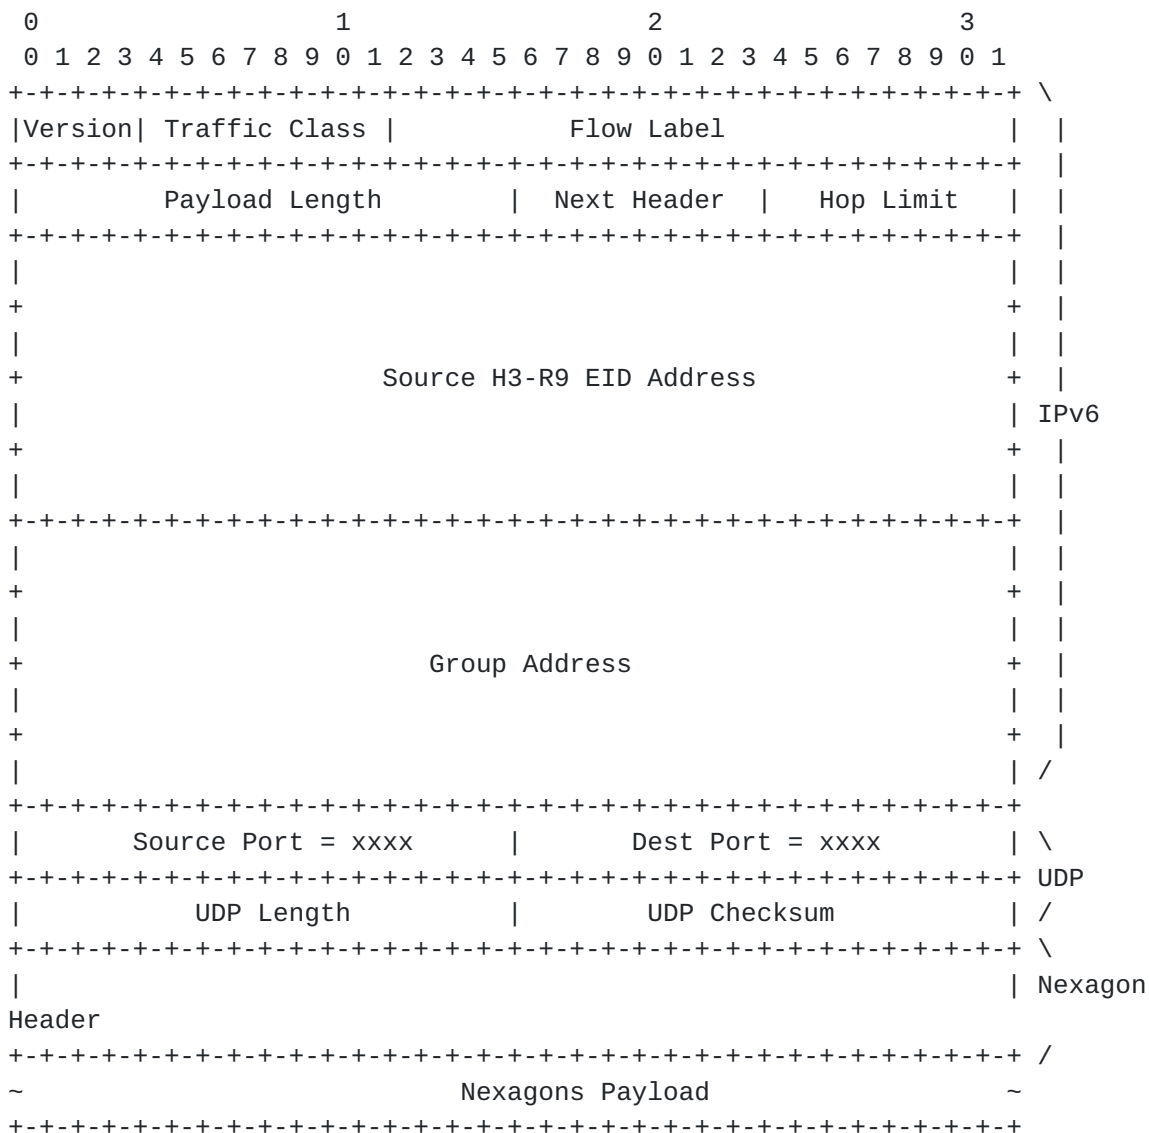 0                   1                   2                   3
 0 1 2 3 4 5 6 7 8 9 0 1 2 3 4 5 6 7 8 9 0 1 2 3 4 5 6 7 8 9 0 1
+-+-+-+-+-+-+-+-+-+-+-+-+-+-+-+-+-+-+-+-+-+-+-+-+-+-+-+-+-+-+-+-+ \
|Version| Traffic Class |           Flow Label                  |  |
+-+-+-+-+-+-+-+-+-+-+-+-+-+-+-+-+-+-+-+-+-+-+-+-+-+-+-+-+-+-+-+-+  |
|         Payload Length        |  Next Header  |   Hop Limit   |  |
+-+-+-+-+-+-+-+-+-+-+-+-+-+-+-+-+-+-+-+-+-+-+-+-+-+-+-+-+-+-+-+-+  |
|                                                               |  |
+                                                               +  |
|                                                               |  |
+                       Source H3-R9 EID Address                +  |
|                                                               | IPv6
+                                                               +  |
|                                                               |  |
+-+-+-+-+-+-+-+-+-+-+-+-+-+-+-+-+-+-+-+-+-+-+-+-+-+-+-+-+-+-+-+-+  |
|                                                               |  |
+                                                               +  |
|                                                               |  |
+                          Group Address                        +  |
|                                                               |  |
+                                                               +  |
|                                                               | /
+-+-+-+-+-+-+-+-+-+-+-+-+-+-+-+-+-+-+-+-+-+-+-+-+-+-+-+-+-+-+-+-+
|       Source Port = xxxx      |       Dest Port = xxxx        | \
+-+-+-+-+-+-+-+-+-+-+-+-+-+-+-+-+-+-+-+-+-+-+-+-+-+-+-+-+-+-+-+-+ UDP
|           UDP Length          |        UDP Checksum           | /
+-+-+-+-+-+-+-+-+-+-+-+-+-+-+-+-+-+-+-+-+-+-+-+-+-+-+-+-+-+-+-+-+ \
|                                                               | Nexagon
Header
+-+-+-+-+-+-+-+-+-+-+-+-+-+-+-+-+-+-+-+-+-+-+-+-+-+-+-+-+-+-+-+-+ /
~                            Nexagons Payload                   ~
+-+-+-+-+-+-+-+-+-+-+-+-+-+-+-+-+-+-+-+-+-+-+-+-+-+-+-+-+-+-+-+-+